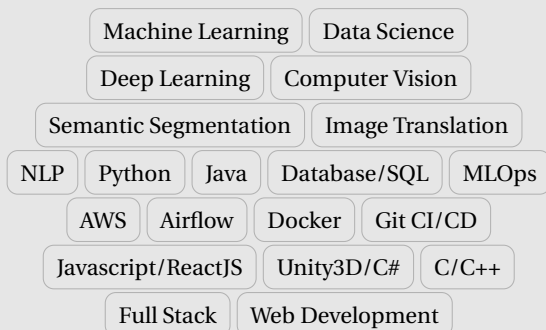 Machine Learning Data Science
Deep Learning Computer Vision
Semantic Segmentation Image Translation
NLP Python Java Database/SQL MLOps
AWS Airflow Docker Git CI/CD
Javascript/ReactJS Unity3D/C# C/C++
Full Stack Web Development